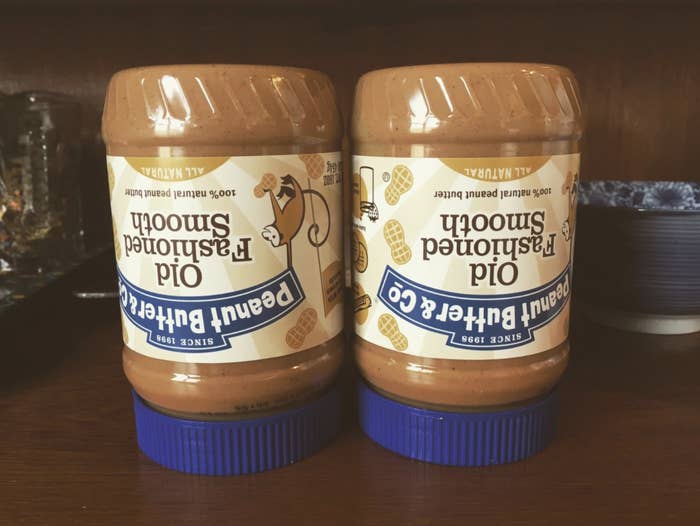 SINCE 1998
Peanut Butter & Co
Old
Fashioned
Smooth
100% natural peanut butter
ALL NATURAL
SINCE 1998
Peanut Butter & Co
Old
Fashioned
Smooth
100% natural peanut butter
ALL NATURAL